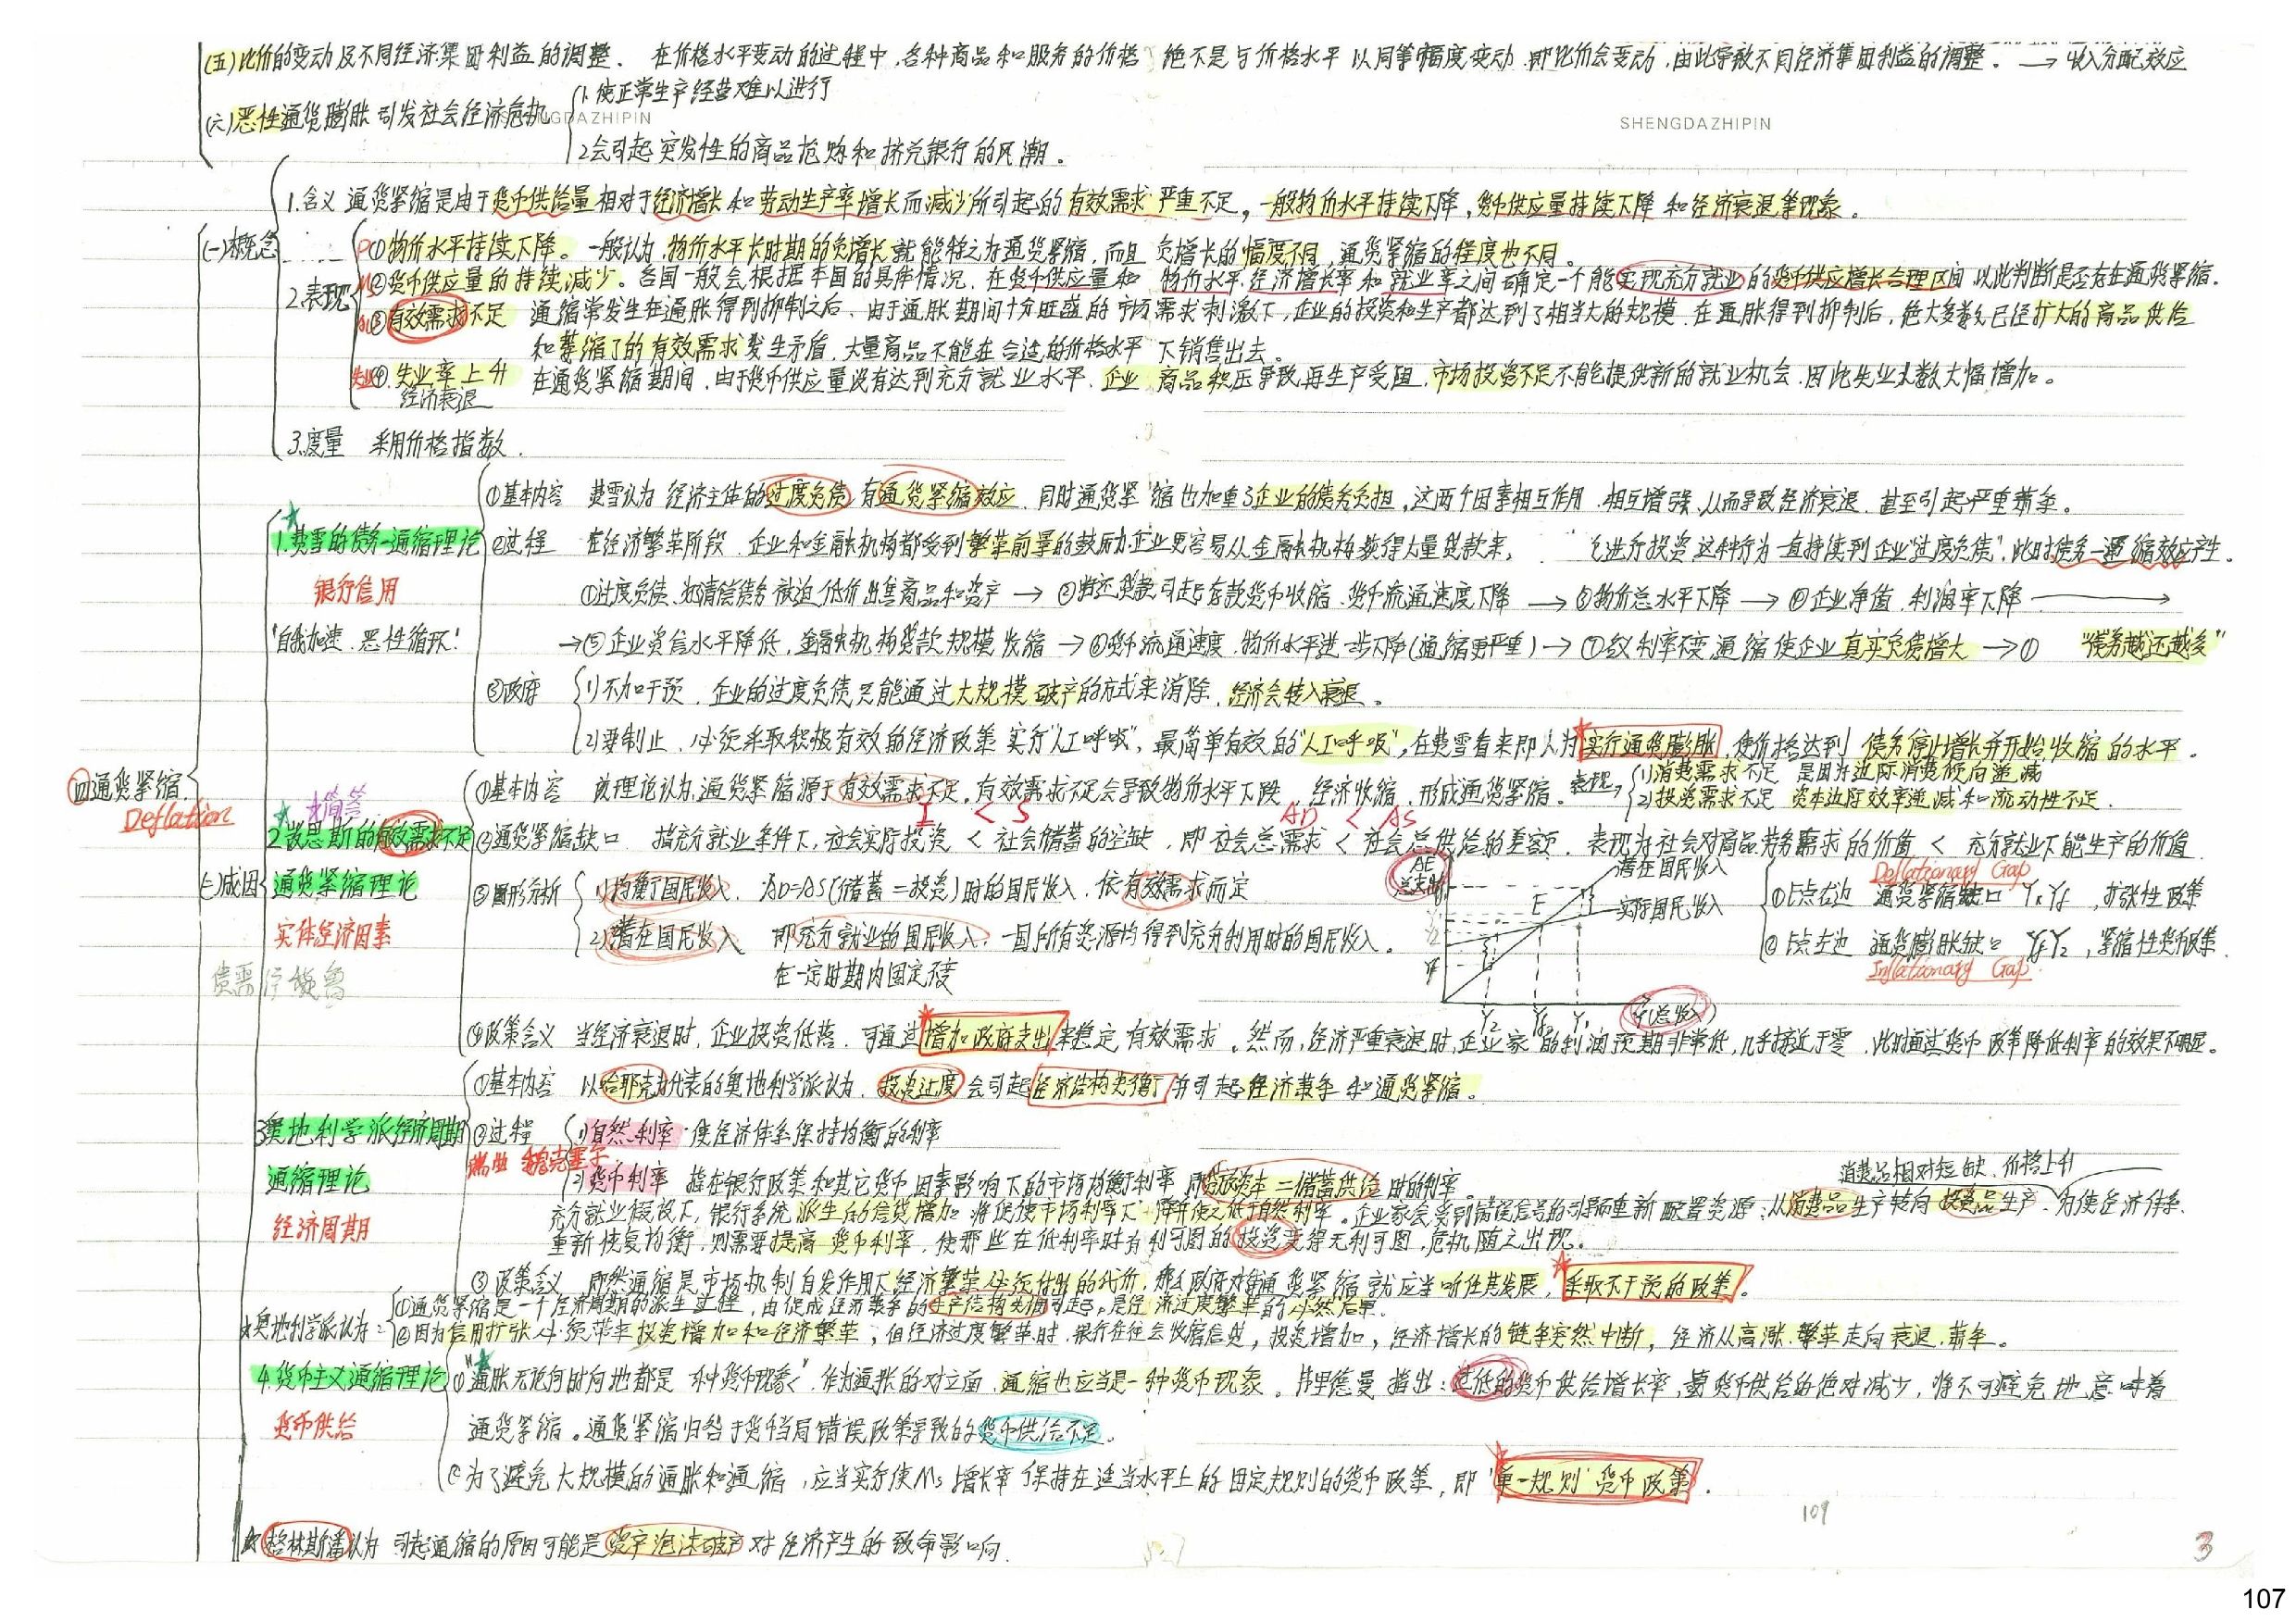 (五)比价的变动及不同经济集团利益的调整. 在价格水平变动的过程中,各种商品和服务的价格 绝不是与价格水平以同等幅度变动,即比价会变动,由此导致不同经济集团利益的调整。→收入分配效应
(六)恶性通货膨胀引发社会经济危机
1.使正常生产经营难以进行
SHENGDAZHIPIN
2会引起突发性的商品抢购和挤兑银行的风潮。
四通货紧缩.
Deflation
(一)概念
1.含义 通货紧缩是由于货币供给量相对于经济增长和劳动生产率增长而减少所引起的有效需求严重不足,一般物价水平持续下降,货币供应量持续下降和经济衰退等现象。
2.表现
P①物价水平持续下降。一般认为,物价水平长时期的负增长就能称之为通货紧缩,而且负增长的幅度不同,通货紧缩的程度也不同。
②货币供应量的持续减少。各国一般会根据本国的具体情况,在货币供应量和物价水平,经济增长率和就业率之间确定一个能实现充分就业的货币供应增长合理区间 以此判断是否存在通货紧缩.
③有效需求不足 通缩常发生在通胀得到抑制之后,由于通胀期间十分旺盛的市场需求刺激下,企业的投资和生产都达到了相当大的规模.在通胀得到抑制后,绝大多数已经扩大的商品供给
和萎缩了的有效需求发生矛盾,大量商品不能在合适的价格水平下销售出去。
失业④.失业率上升 在通货紧缩期间,由于货币供应量没有达到充分就业水平,企业商品积压导致再生产受阻,市场投资不足不能提供新的就业机会.因此失业人数大幅增加。
经济衰退
3.度量 采用价格指数.
(二)成因
1.费雪的债务-通缩理论
银行信用
"自我加速,恶性循环!
①基本内容 费雪认为经济主体的过度负债有通货紧缩效应,同时通货紧缩也加重了企业的债务负担,这两个因素相互作用.相互增强,从而导致经济衰退.甚至引起严重萧条。
②过程 在经济繁荣阶段.企业和金融机构都受到繁荣前景的鼓励,企业更容易从金融机构获得大量贷款来, 进行投资.这种行为一直持续到企业"过度负债",此时债务-通缩效应产生.
①过度负债.为清偿债务被迫低价出售商品和资产 → ②归还贷款引起存款货币收缩.货币流通速度下降 → ③物价总水平下降 → ④企业净值.利润率下降 →
→⑤企业资信水平降低,金融机构贷款规模收缩 → ⑥货币流通速度.物价水平进一步下降(通缩更严重) → ⑦名义利率不变,通缩使企业真实负债增大 → ① "债务越还越多"
③政府
1)不加干预.企业的过度负债只能通过大规模破产的方式来消除.经济会转入衰退。
2)要制止.必须采取积极有效的经济政策实行"人工呼吸",最简单有效的"人工呼吸",在费雪看来即人为实行通货膨胀,使价格达到债务停止增长并开始收缩的水平。
2凯恩斯的有效需求不足
通货紧缩理论
实体经济因素
简答
①基本内容 该理论认为,通货紧缩源于有效需求不足.有效需求不足会导致物价水平下跌.经济收缩.形成通货紧缩。表现→
1)消费需求不足 是因为边际消费倾向递减
2)投资需求不足 资本边际效率递减和流动性不足.
I < S AD < AS
②通货紧缩缺口 指充分就业条件下,社会实际投资 < 社会储蓄的空缺.即社会总需求 < 社会总供给的差额.表现为社会对商品劳务需求的价值 < 充分就业下能生产的价值
③图形分析
1)均衡国民收入.为AD=AS(储蓄=投资)时的国民收入.依有效需求而定
2)潜在国民收入 即充分就业的国民收入.一国所有资源均得到充分利用时的国民收入。
在一定时期内固定不变
AE
总支出
潜在国民收入
实际国民收入
E
Y2 Yf Y1
Y(总收入)
①E点右边 通货紧缩缺口 Y1Yf,扩张性政策
Deflationary Gap
②E点左边 通货膨胀缺口 YfY2,紧缩性货币政策.
Inflationary Gap
④政策含义 当经济衰退时,企业投资低落.可通过增加政府支出来稳定有效需求。然而,经济严重衰退时,企业家的利润预期非常低,几乎接近于零.此时通过货币政策降低利率的效果不明显。
3奥地利学派经济周期
通缩理论
经济周期
①基本内容 以哈耶克为代表的奥地利学派认为,投资过度会引起经济结构失衡,并引起经济萧条和通货紧缩。
②过程 1)自然利率:使经济体系保持均衡的利率
2)货币利率 指在银行政策和其它货币因素影响下的市场均衡利率.即借贷资本=储蓄供给时的利率。
消费品相对短缺.价格上升
充分就业假设下,银行系统派生的信贷增加将促使市场利率下降并使之低于自然利率。企业家会受到错误信号的引导而重新配置资源:从消费品生产转向投资品生产.为使经济体系
重新恢复均衡,则需要提高货币利率,使那些在低利率时有利可图的投资变得无利可图,危机随之出现。
③政策含义 既然通缩是市场机制自发作用下经济繁荣必须付出的代价.那么政府对待通货紧缩就应当听任其发展,采取不干预的政策。
奥地利学派认为:
①通货紧缩是一个经济周期的派生过程,由促成经济萧条的生产结构失调引起。是经济过度繁荣的必然后果.
②因为信用扩张必须带来投资增加和经济繁荣;但经济过度繁荣时.银行往往会收缩信贷,投资增加,经济增长的链条突然中断,经济从高涨.繁荣走向衰退.萧条。
4.货币主义通缩理论
货币供给
①"通胀无论何时何地都是一种货币现象".作为通胀的对立面,通缩也应当是一种货币现象。弗里德曼指出:过低的货币供给增长率,或货币供给的绝对减少,将不可避免地意味着
通货紧缩。通货紧缩归咎于货币当局错误政策导致的货币供给不足.
②为了避免大规模的通胀和通缩,应当实行使Ms增长率保持在适当水平上的固定规则的货币政策,即"单一规则"货币政策.
格林斯潘认为 引起通缩的原因可能是资产泡沫破产对经济产生的致命影响.
109
3
107